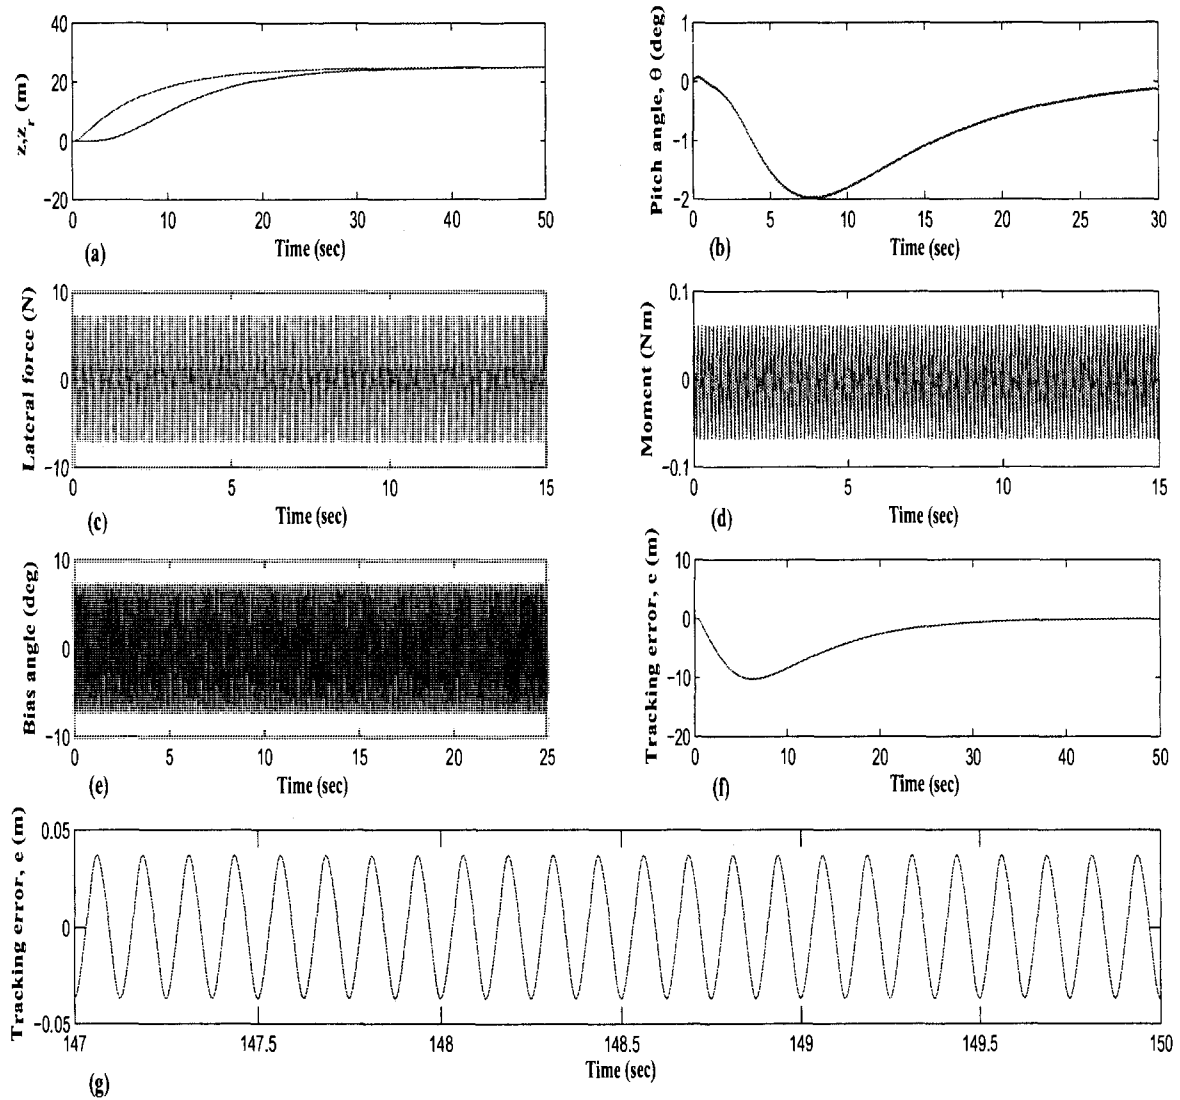 40
20
0
−20
z,z_r (m)
0 10 20 30 40 50
Time (sec)
(a)
1
0
−1
−2
Pitch angle, θ (deg)
0 5 10 15 20 25 30
Time (sec)
(b)
10
0
−10
Lateral force (N)
0 5 10 15
Time (sec)
(c)
0.1
0
−0.1
Moment (Nm)
0 5 10 15
Time (sec)
(d)
10
0
−10
Bias angle (deg)
0 5 10 15 20 25
Time (sec)
(e)
10
0
−10
−20
Tracking error, e (m)
0 10 20 30 40 50
Time (sec)
(f)
0.05
0
−0.05
Tracking error, e (m)
147 147.5 148 148.5 149 149.5 150
Time (sec)
(g)